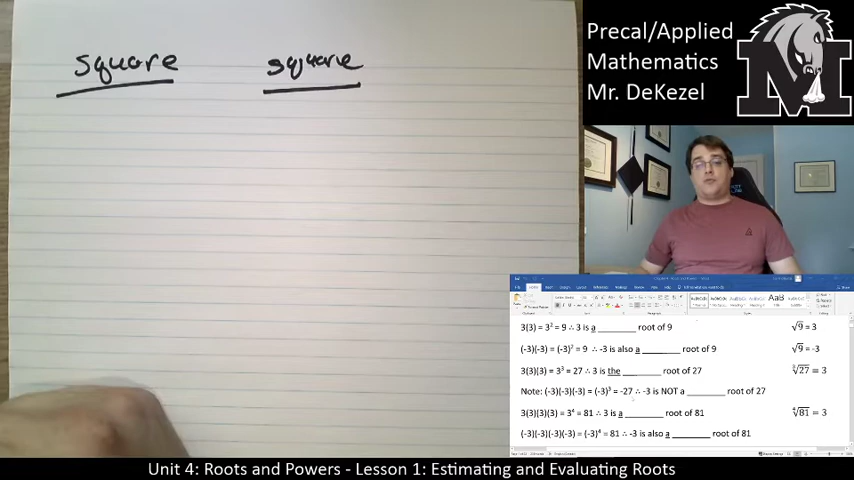 square square
Precal/Applied
Mathematics
Mr. DeKezel
3(3) = 3² = 9 ∴ 3 is a ________ root of 9 √9 = 3
(-3)(-3) = (-3)² = 9 ∴ -3 is also a ________ root of 9 √9 = -3
3(3)(3) = 3³ = 27 ∴ 3 is the ________ root of 27 ∛27 = 3
Note: (-3)(-3)(-3) = (-3)³ = -27 ∴ -3 is NOT a ________ root of 27
3(3)(3)(3) = 3⁴ = 81 ∴ 3 is a ________ root of 81 ∜81 = 3
(-3)(-3)(-3)(-3) = (-3)⁴ = 81 ∴ -3 is also a ________ root of 81
Unit 4: Roots and Powers - Lesson 1: Estimating and Evaluating Roots